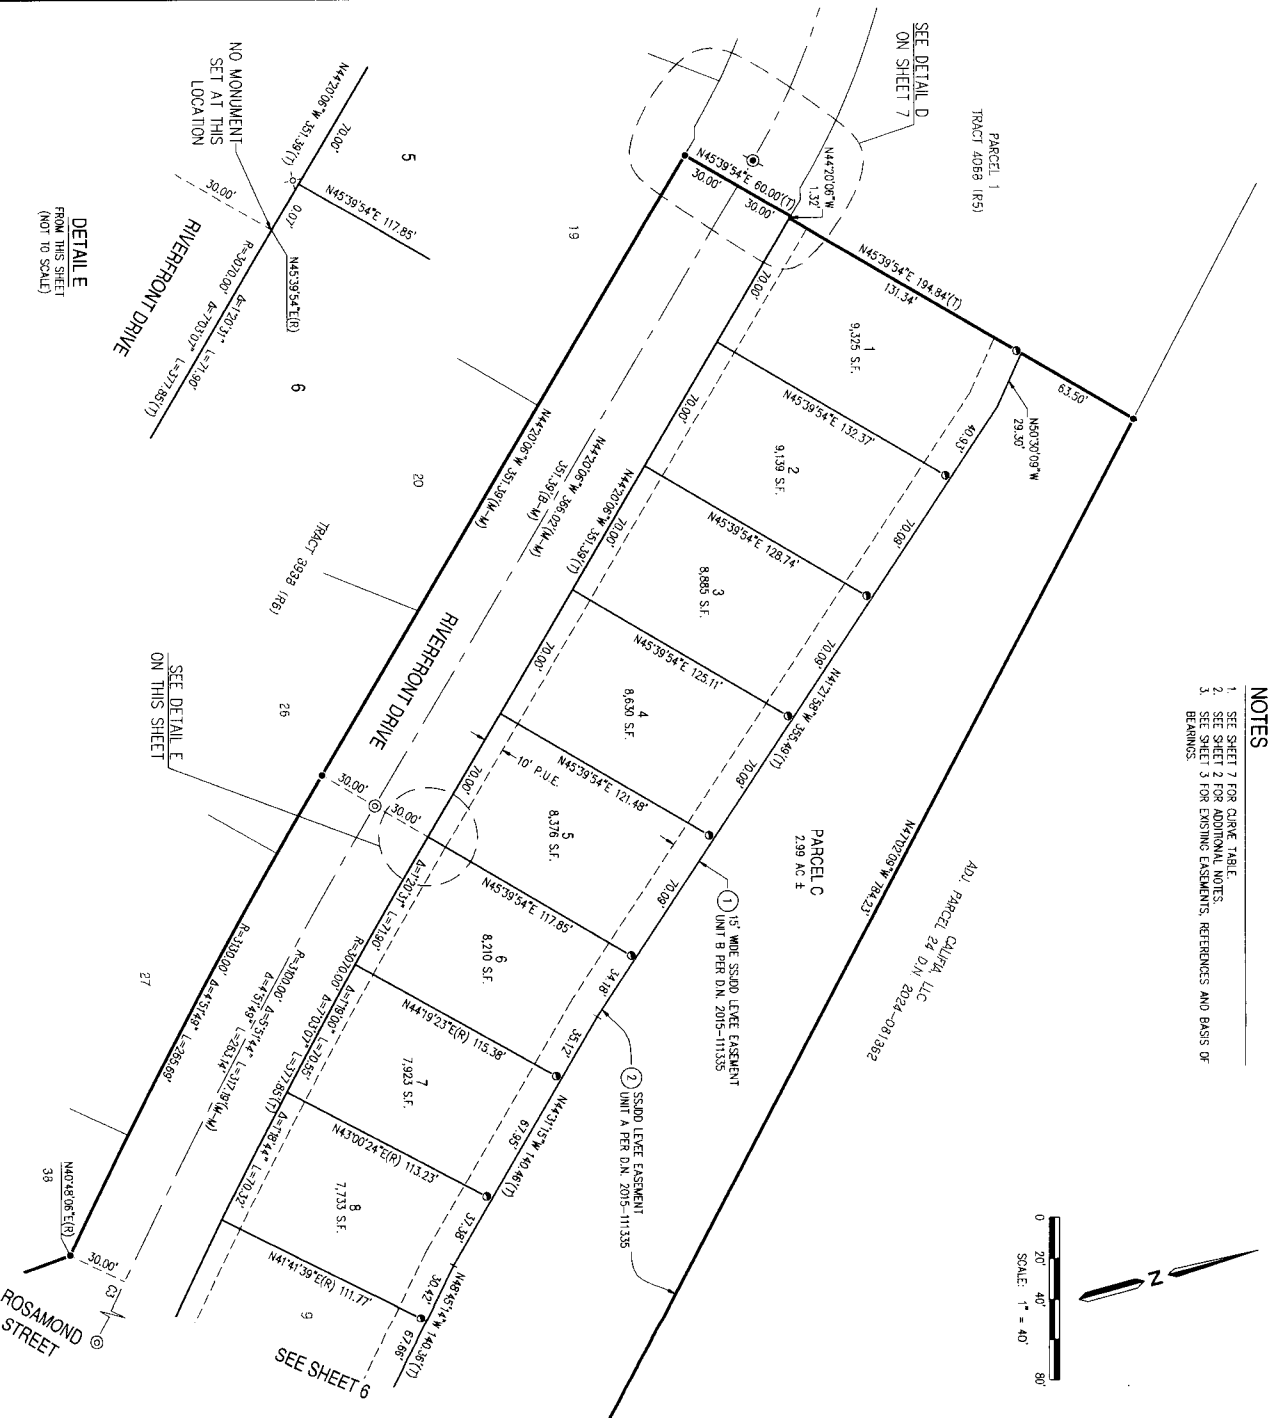 NOTES
1. SEE SHEET 7 FOR CURVE TABLE.
2. SEE SHEET 2 FOR ADDITIONAL NOTES.
3. SEE SHEET 3 FOR EXISTING EASEMENTS, REFERENCES AND BASIS OF
BEARINGS.
0 20' 40' 80'
SCALE: 1" = 40'
N
PARCEL 1
TRACT 4068 (R5)
SEE DETAIL D
ON SHEET 7
N44°20'06"W
1.32'
N45°39'54"E 60.00'(T)
30.00'
30.00'
N45°39'54"E 194.84'(T)
131.34'
63.50'
N50°30'09"W
29.30'
40.93'
70.09'
70.09'
N41°21'58"W 355.49'(T)
70.09'
70.09'
34.18'
35.12'
N44°31'15"W 140.46'(T)
67.95'
37.38'
30.42'
N48°45'14"W 140.36'(T)
67.66'
N47°02'09"W 784.23'
ADJ. PARCEL 24 D.N. 2024-081362
CALIFIA, LLC
PARCEL C
2.99 AC ±
1 15' WIDE SSJDD LEVEE EASEMENT
UNIT B PER D.N. 2015-111335
2 SSJDD LEVEE EASEMENT
UNIT A PER D.N. 2015-111335
1
9,325 S.F.
N45°39'54"E 132.37'
2
9,139 S.F.
N45°39'54"E 128.74'
3
8,885 S.F.
N45°39'54"E 125.11'
4
8,630 S.F.
N45°39'54"E 121.48'
5
8,376 S.F.
N45°39'54"E 117.85'
6
8,210 S.F.
N44°19'23"E(R) 115.38'
7
7,923 S.F.
N43°00'24"E(R) 113.23'
8
7,733 S.F.
N41°41'39"E(R) 111.77'
9
SEE SHEET 6
10' P.U.E.
70.00'
70.00'
N44°20'06"W 351.39'(T)
70.00'
70.00'
70.00'
Δ=1°20'31" L=71.90'
R=3070.00' Δ=7°03'07" L=377.85'(T)
Δ=1°19'00" L=70.55'
Δ=1°18'44" L=70.32'
N44°20'06"W 366.02'(M-M)
351.39'(B-M)
N44°20'06"W 351.39'(M-M)
RIVERFRONT DRIVE
30.00'
30.00'
R=3100.00' Δ=5°51'44" L=317.19'(M-M)
Δ=4°51'49" L=263.14'
R=3130.00' Δ=4°51'49" L=265.69'
19
20
TRACT 3938 (R6)
26
27
38
N40°48'06"E(R)
30.00'
C3
ROSAMOND
STREET
SEE DETAIL E
ON THIS SHEET
NO MONUMENT
SET AT THIS
LOCATION
N44°20'06"W 351.39'(T)
70.00'
5
N45°39'54"E 117.85'
30.00'
0.07'
N45°39'54"E(R)
R=3070.00' Δ=7°03'07" L=377.85'(T)
Δ=1°20'31" L=71.90'
6
RIVERFRONT DRIVE
DETAIL E
FROM THIS SHEET
(NOT TO SCALE)